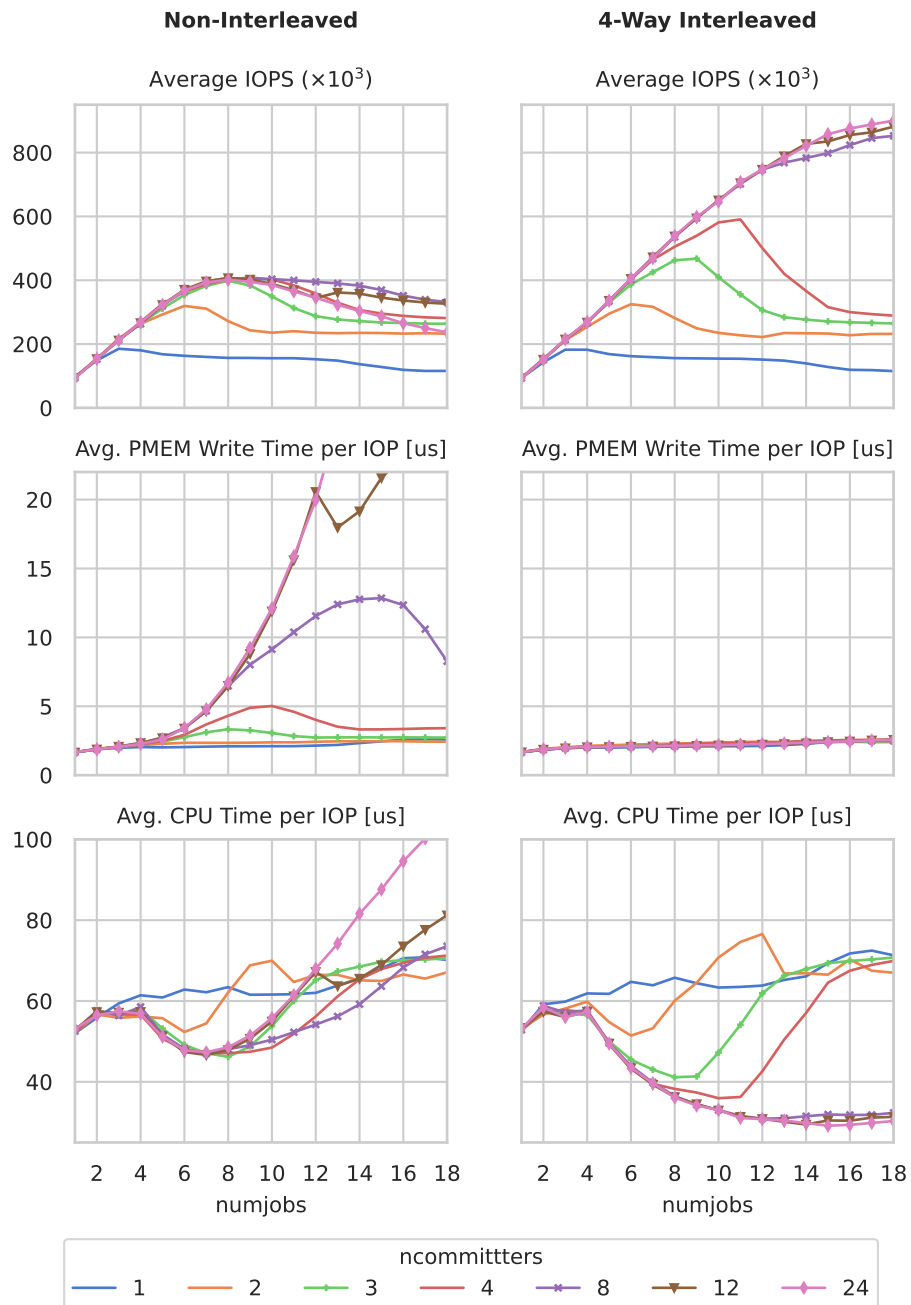 Non-Interleaved 4-Way Interleaved
Average IOPS (×10³) Average IOPS (×10³)
800
600
400
200
0
Avg. PMEM Write Time per IOP [us] Avg. PMEM Write Time per IOP [us]
20
15
10
5
0
Avg. CPU Time per IOP [us] Avg. CPU Time per IOP [us]
100
80
60
40
2 4 6 8 10 12 14 16 18 2 4 6 8 10 12 14 16 18
numjobs numjobs
ncommittters
1 2 3 4 8 12 24